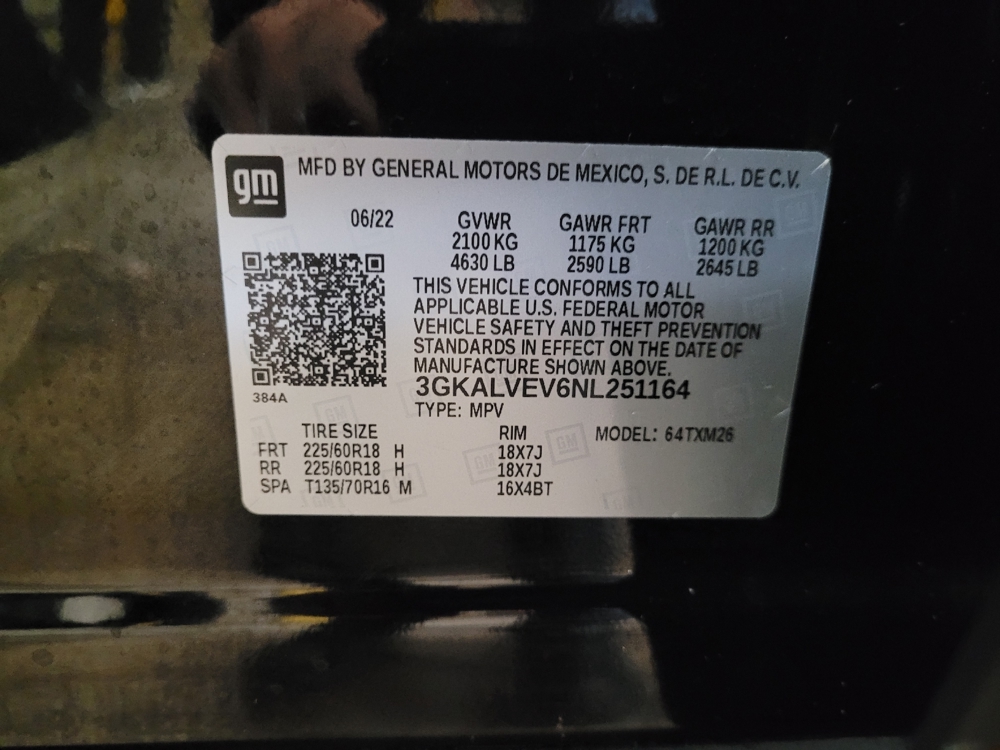 gm
MFD BY GENERAL MOTORS DE MEXICO, S. DE R.L. DE C.V.
06/22 GVWR GAWR FRT GAWR RR
2100 KG 1175 KG 1200 KG
4630 LB 2590 LB 2645 LB
THIS VEHICLE CONFORMS TO ALL
APPLICABLE U.S. FEDERAL MOTOR
VEHICLE SAFETY AND THEFT PREVENTION
STANDARDS IN EFFECT ON THE DATE OF
MANUFACTURE SHOWN ABOVE.
3GKALVEV6NL251164
384A
TYPE: MPV
TIRE SIZE RIM MODEL: 64TXM26
FRT 225/60R18 H 18X7J
RR 225/60R18 H 18X7J
SPA T135/70R16 M 16X4BT